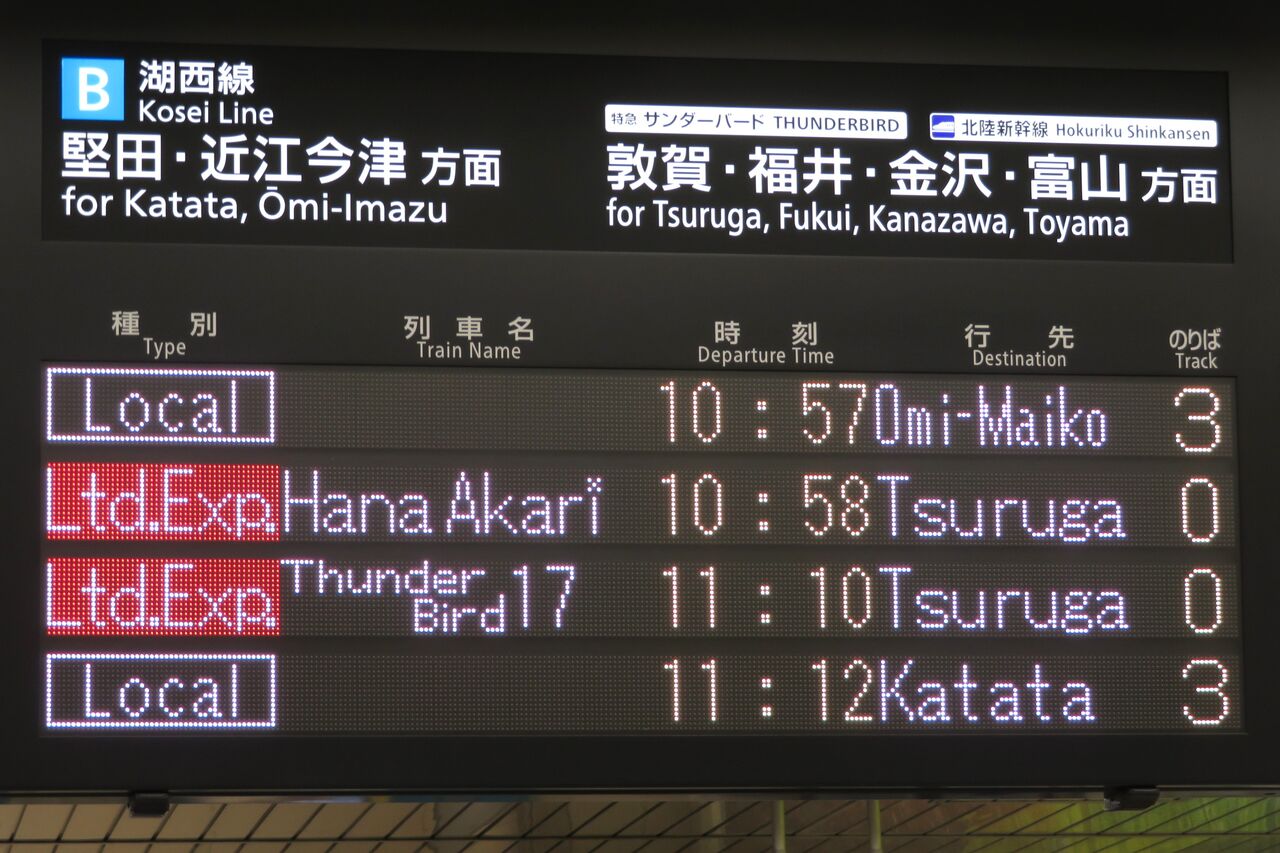 B 湖西線
Kosei Line
堅田・近江今津 方面
for Katata, Ōmi-Imazu
特急 サンダーバード THUNDERBIRD 北陸新幹線 Hokuriku Shinkansen
敦賀・福井・金沢・富山 方面
for Tsuruga, Fukui, Kanazawa, Toyama
種別 列車名 時刻 行先 のりば
Type Train Name Departure Time Destination Track
Local 10:57 Omi-Maiko 3
Ltd.Exp. Hana Akari 10:58 Tsuruga 0
Ltd.Exp. Thunder Bird 17 11:10 Tsuruga 0
Local 11:12 Katata 3